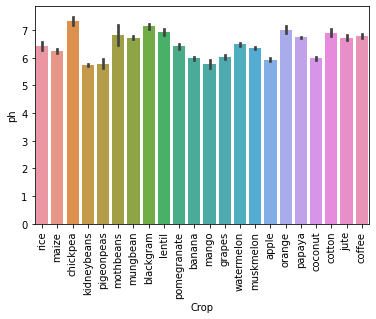 7
6
5
4
3
2
1
0
ph
rice
maize
chickpea
kidneybeans
pigeonpeas
mothbeans
mungbean
blackgram
lentil
pomegranate
banana
mango
grapes
watermelon
muskmelon
apple
orange
papaya
coconut
cotton
jute
coffee
Crop